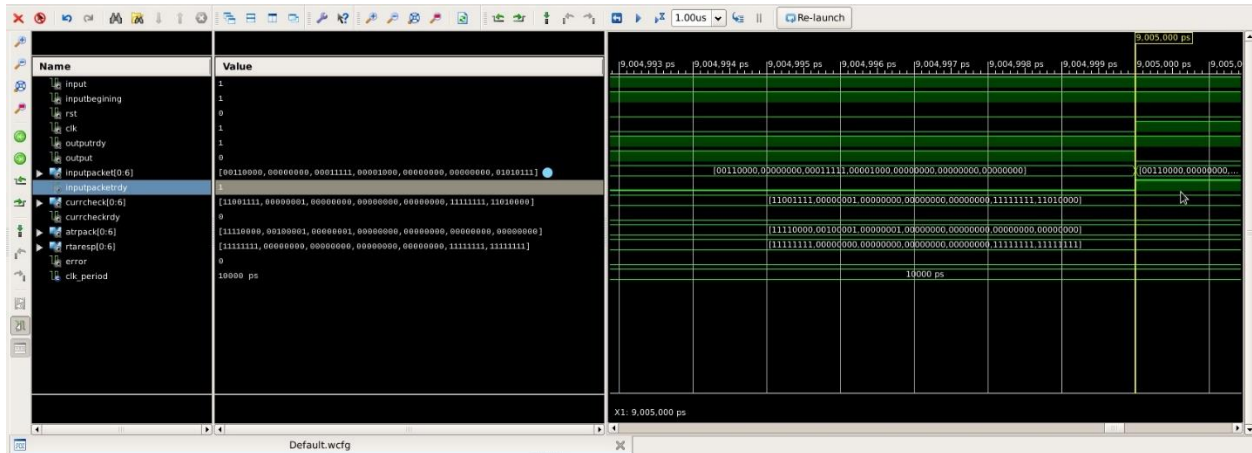 1.00us
Re-launch
9,005,000 ps
Name
Value
9,004,993 ps
9,004,994 ps
9,004,995 ps
9,004,996 ps
9,004,997 ps
9,004,998 ps
9,004,999 ps
9,005,000 ps
9,005,0
input
1
inputbegining
1
rst
0
clk
1
outputrdy
1
output
0
inputpacket[0:6]
[00110000,00000000,00011111,00001000,00000000,00000000,01010111]
[00110000,00000000,00011111,00001000,00000000,00000000,00000000]
[00110000,00000000,...
inputpacketrdy
1
currcheck[0:6]
[11001111,00000001,00000000,00000000,00000000,11111111,11010000]
[11001111,00000001,00000000,00000000,00000000,11111111,11010000]
currcheckrdy
0
atrpack[0:6]
[11110000,00100001,00000001,00000000,00000000,00000000,00000000]
[11110000,00100001,00000001,00000000,00000000,00000000,00000000]
rtaresp[0:6]
[11111111,00000000,00000000,00000000,00000000,11111111,11111111]
[11111111,00000000,00000000,00000000,00000000,11111111,11111111]
error
0
clk_period
10000 ps
10000 ps
X1: 9,005,000 ps
Default.wcfg